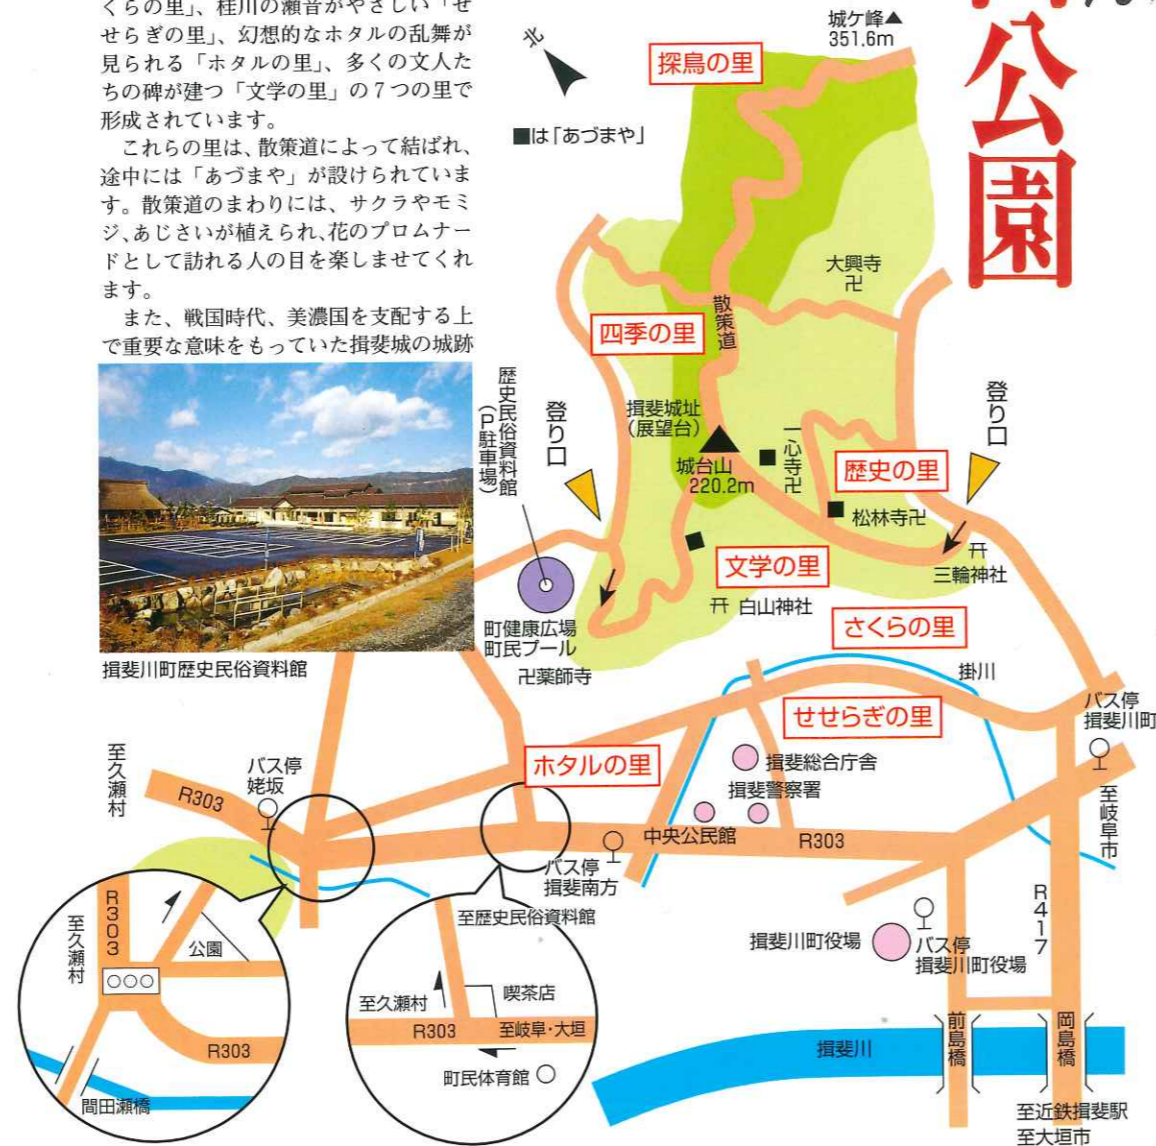 くらの里」、桂川の瀬音がやさしい「せ
せらぎの里」、幻想的なホタルの乱舞が
見られる「ホタルの里」、多くの文人た
ちの碑が建つ「文学の里」の7つの里で
形成されています。
これらの里は、散策道によって結ばれ、
途中には「あづまや」が設けられていま
す。散策道のまわりには、サクラやモミ
ジ、あじさいが植えられ、花のプロムナー
ドとして訪れる人の目を楽しませてくれ
ます。
また、戦国時代、美濃国を支配する上
で重要な意味をもっていた揖斐城の城跡
揖斐川町歴史民俗資料館
公園
北
■は「あづまや」
城ケ峰▲
351.6m
探鳥の里
大興寺
卍
散策道
四季の里
揖斐城址
(展望台)
城台山
220.2m
一心寺卍
歴史の里
松林寺卍
登り口
登り口
歴史民俗資料館
(P駐車場)
文学の里
⛩白山神社
⛩
三輪神社
町健康広場
町民プール
卍薬師寺
さくらの里
掛川
せせらぎの里
バス停
揖斐川町
ホタルの里
揖斐総合庁舎
揖斐警察署
中央公民館
至久瀬村
R303
バス停
姥坂
バス停
揖斐南方
R303
至岐阜市
R417
揖斐川町役場
バス停
揖斐川町役場
R303
至久瀬村
公園
○○○
R303
間田瀬橋
至歴史民俗資料館
喫茶店
至久瀬村
R303
至岐阜・大垣
町民体育館○
揖斐川
前島橋
岡島橋
至近鉄揖斐駅
至大垣市